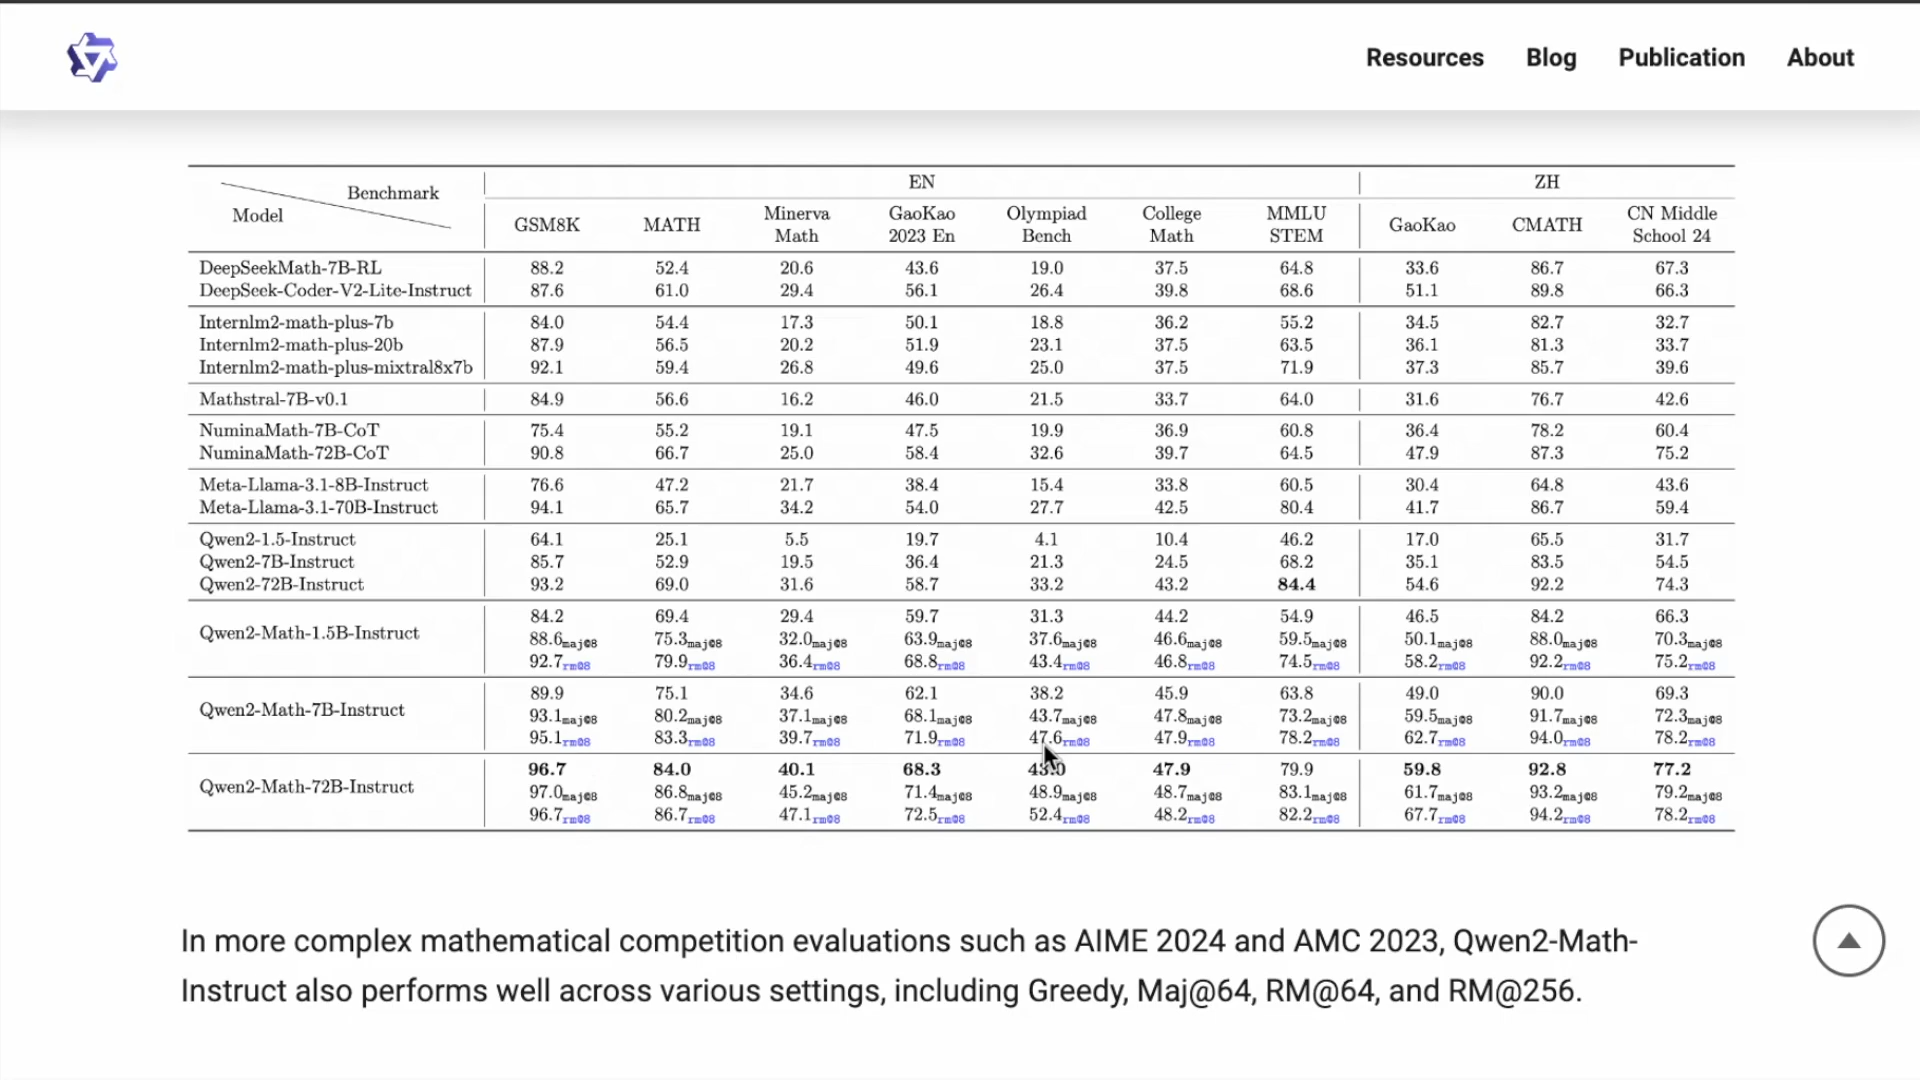 Resources Blog Publication About
Benchmark Model EN ZH
GSM8K MATH Minerva Math GaoKao 2023 En Olympiad Bench College Math MMLU STEM GaoKao CMATH CN Middle School 24
DeepSeekMath-7B-RL 88.2 52.4 20.6 43.6 19.0 37.5 64.8 33.6 86.7 67.3
DeepSeek-Coder-V2-Lite-Instruct 87.6 61.0 29.4 56.1 26.4 39.8 68.6 51.1 89.8 66.3
Internlm2-math-plus-7b 84.0 54.4 17.3 50.1 18.8 36.2 55.2 34.5 82.7 32.7
Internlm2-math-plus-20b 87.9 56.5 20.2 51.9 23.1 37.5 63.5 36.1 81.3 33.7
Internlm2-math-plus-mixtral8x7b 92.1 59.4 26.8 49.6 25.0 37.5 71.9 37.3 85.7 39.6
Mathstral-7B-v0.1 84.9 56.6 16.2 46.0 21.5 33.7 64.0 31.6 76.7 42.6
NuminaMath-7B-CoT 75.4 55.2 19.1 47.5 19.9 36.9 60.8 36.4 78.2 60.4
NuminaMath-72B-CoT 90.8 66.7 25.0 58.4 32.6 39.7 64.5 47.9 87.3 75.2
Meta-Llama-3.1-8B-Instruct 76.6 47.2 21.7 38.4 15.4 33.8 60.5 30.4 64.8 43.6
Meta-Llama-3.1-70B-Instruct 94.1 65.7 34.2 54.0 27.7 42.5 80.4 41.7 86.7 59.4
Qwen2-1.5-Instruct 64.1 25.1 5.5 19.7 4.1 10.4 46.2 17.0 65.5 31.7
Qwen2-7B-Instruct 85.7 52.9 19.5 36.4 21.3 24.5 68.2 35.1 83.5 54.5
Qwen2-72B-Instruct 93.2 69.0 31.6 58.7 33.2 43.2 84.4 54.6 92.2 74.3
Qwen2-Math-1.5B-Instruct
84.2 69.4 29.4 59.7 31.3 44.2 54.9 46.5 84.2 66.3
88.6maj@8 75.3maj@8 32.0maj@8 63.9maj@8 37.6maj@8 46.6maj@8 59.5maj@8 50.1maj@8 88.0maj@8 70.3maj@8
92.7rm@8 79.9rm@8 36.4rm@8 68.8rm@8 43.4rm@8 46.8rm@8 74.5rm@8 58.2rm@8 92.2rm@8 75.2rm@8
Qwen2-Math-7B-Instruct
89.9 75.1 34.6 62.1 38.2 45.9 63.8 49.0 90.0 69.3
93.1maj@8 80.2maj@8 37.1maj@8 68.1maj@8 43.7maj@8 47.8maj@8 73.2maj@8 59.5maj@8 91.7maj@8 72.3maj@8
95.1rm@8 83.3rm@8 39.7rm@8 71.9rm@8 47.6rm@8 47.9rm@8 78.2rm@8 62.7rm@8 94.0rm@8 78.2rm@8
Qwen2-Math-72B-Instruct
96.7 84.0 40.1 68.3 47.9 79.9 59.8 92.8 77.2
97.0maj@8 86.8maj@8 45.2maj@8 71.4maj@8 48.9maj@8 48.7maj@8 83.1maj@8 61.7maj@8 93.2maj@8 79.2maj@8
96.7rm@8 86.7rm@8 47.1rm@8 72.5rm@8 52.4rm@8 48.2rm@8 82.2rm@8 67.7rm@8 94.2rm@8 78.2rm@8
In more complex mathematical competition evaluations such as AIME 2024 and AMC 2023, Qwen2-Math-
Instruct also performs well across various settings, including Greedy, Maj@64, RM@64, and RM@256.